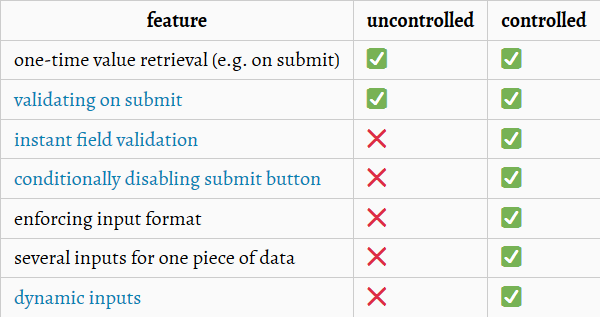 feature uncontrolled controlled
one-time value retrieval (e.g. on submit) ✅ ✅
validating on submit ✅ ✅
instant field validation ❌ ✅
conditionally disabling submit button ❌ ✅
enforcing input format ❌ ✅
several inputs for one piece of data ❌ ✅
dynamic inputs ❌ ✅